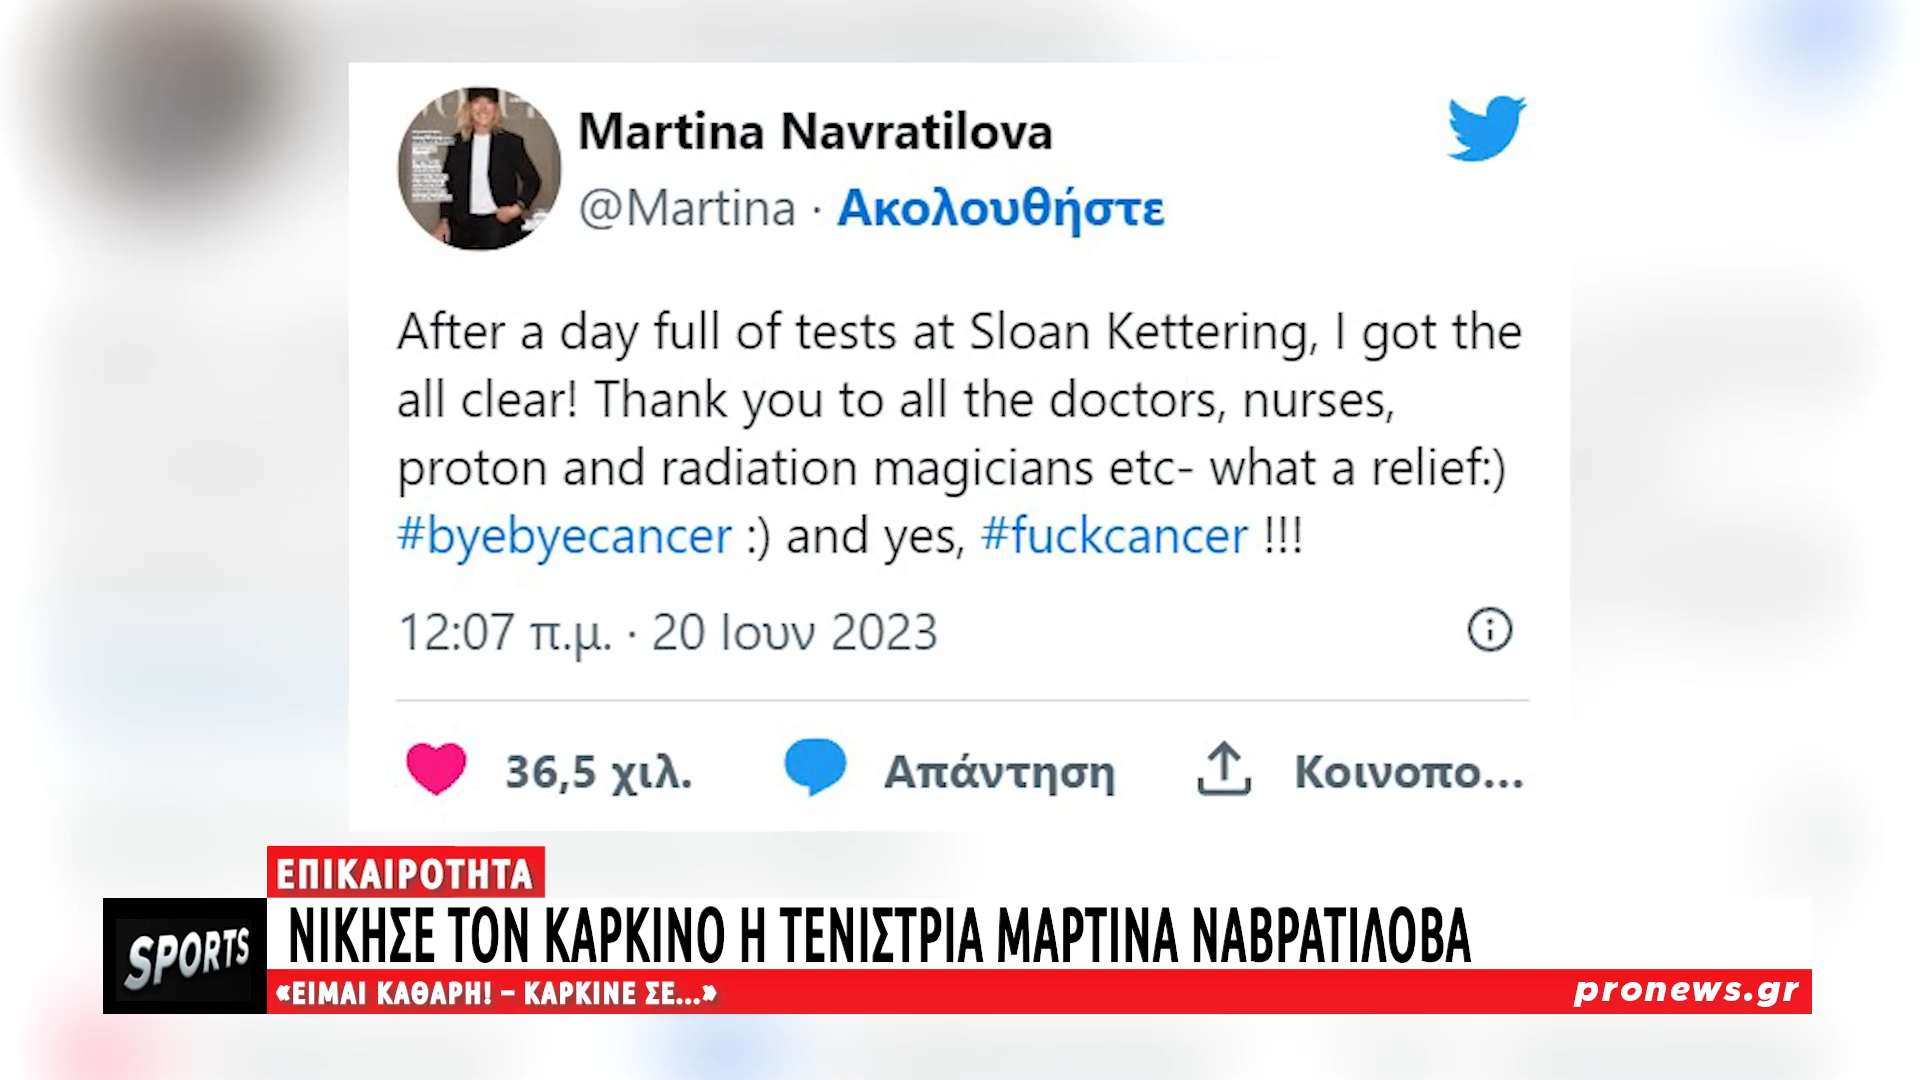 Martina Navratilova
@Martina · Ακολουθήστε
After a day full of tests at Sloan Kettering, I got the
all clear! Thank you to all the doctors, nurses,
proton and radiation magicians etc- what a relief:)
#byebyecancer :) and yes, #fuckcancer !!!
12:07 π.μ. · 20 Ιουν 2023
36,5 χιλ.
Απάντηση
Κοινοπο...
ΕΠΙΚΑΙΡΟΤΗΤΑ
SPORTS
ΝΙΚΗΣΕ ΤΟΝ ΚΑΡΚΙΝΟ Η ΤΕΝΙΣΤΡΙΑ ΜΑΡΤΙΝΑ ΝΑΒΡΑΤΙΛΟΒΑ
«ΕΙΜΑΙ ΚΑΘΑΡΗ! – ΚΑΡΚΙΝΕ ΣΕ...»
pronews.gr